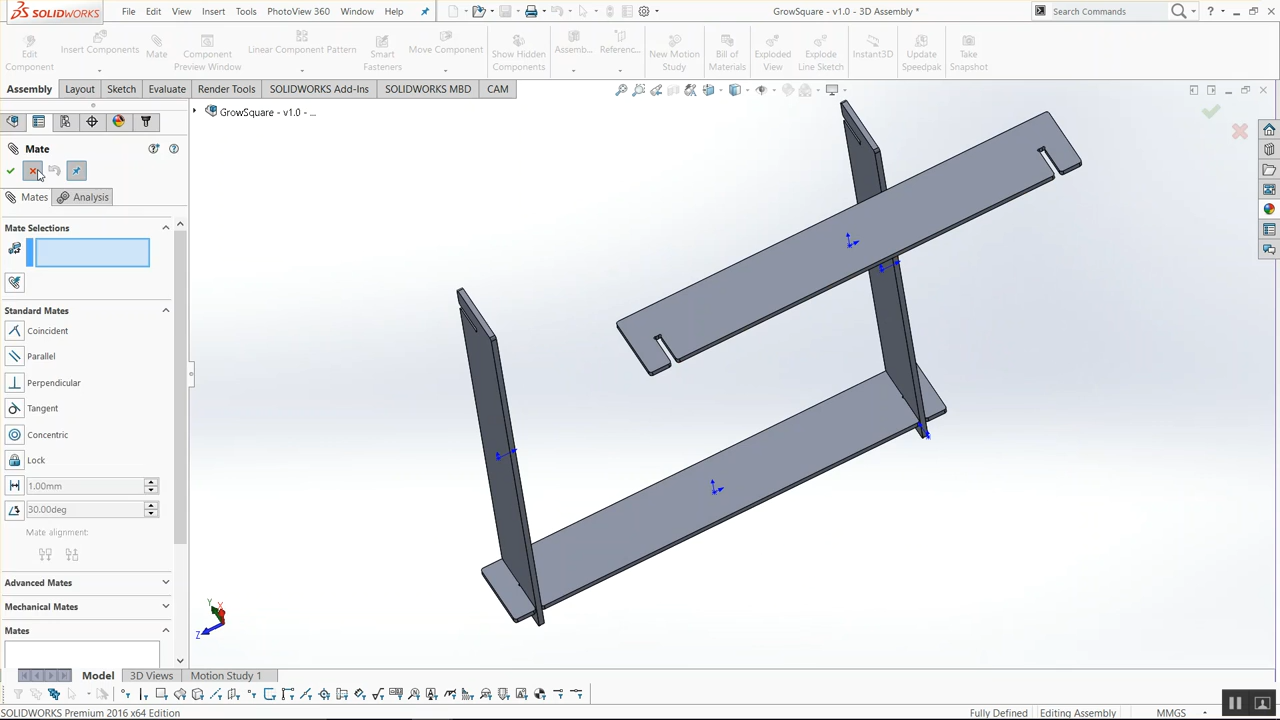 SOLIDWORKS File Edit View Insert Tools PhotoView 360 Window Help GrowSquare - v1.0 - 3D Assembly * Search Commands
Edit Component
Insert Components
Mate
Component Preview Window
Linear Component Pattern
Smart Fasteners
Move Component
Show Hidden Components
Assemb...
Referenc...
New Motion Study
Bill of Materials
Exploded View
Explode Line Sketch
Instant3D
Update Speedpak
Take Snapshot
Assembly Layout Sketch Evaluate Render Tools SOLIDWORKS Add-Ins SOLIDWORKS MBD CAM
GrowSquare - v1.0 - ...
Mate
Mates Analysis
Mate Selections
Standard Mates
Coincident
Parallel
Perpendicular
Tangent
Concentric
Lock
1.00mm
30.00deg
Mate alignment:
Advanced Mates
Mechanical Mates
Mates
Y
X
Z
Model 3D Views Motion Study 1
SOLIDWORKS Premium 2016 x64 Edition Fully Defined Editing Assembly MMGS